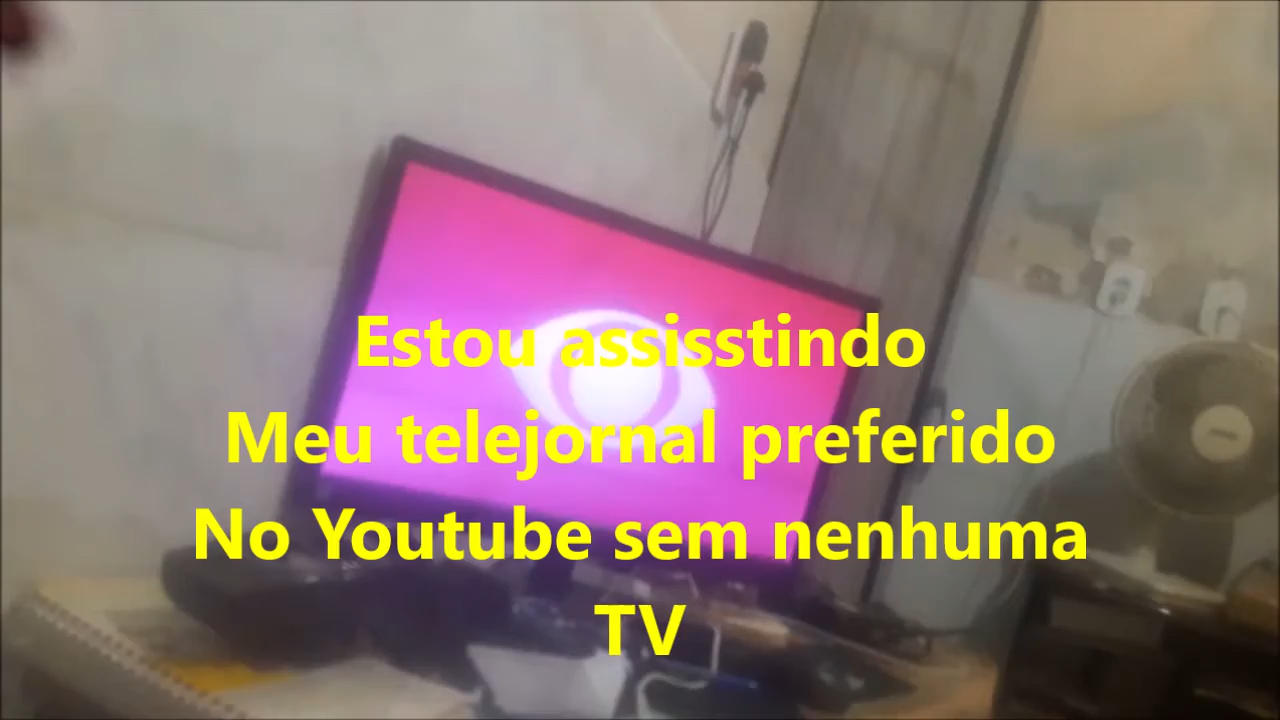 Estou assisstindo
Meu telejornal preferido
No Youtube sem nenhuma
TV